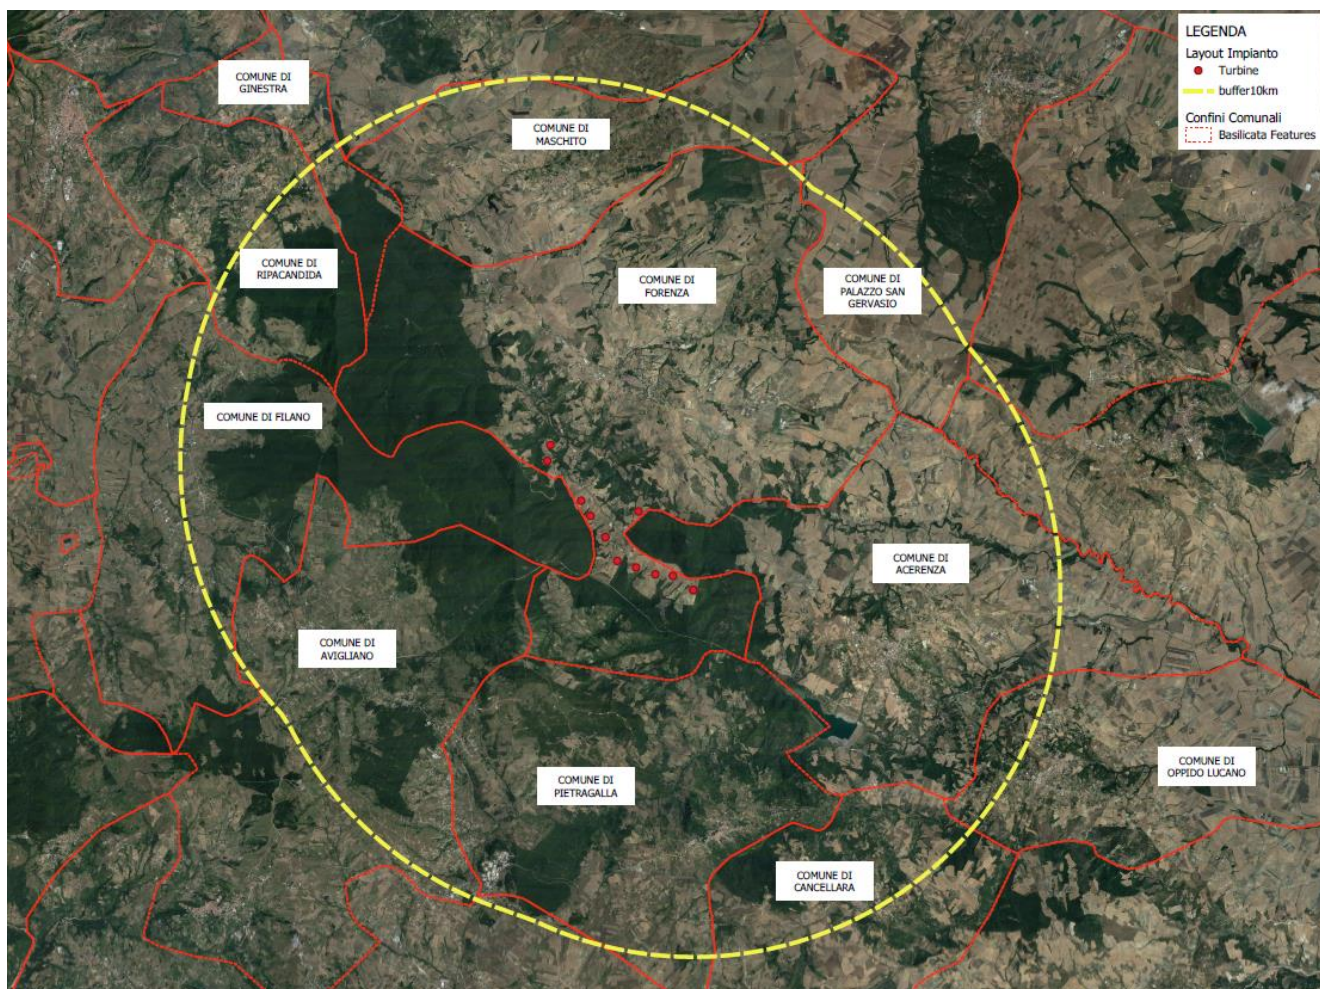 LEGENDA
Layout Impianto
Turbine
buffer10km
Confini Comunali
Basilicata Features
COMUNE DI
GINESTRA
COMUNE DI
MASCHITO
COMUNE DI
RIPACANDIDA
COMUNE DI
FORENZA
COMUNE DI
PALAZZO SAN
GERVASIO
COMUNE DI FILANO
COMUNE DI
ACERENZA
COMUNE DI
AVIGLIANO
COMUNE DI
PIETRAGALLA
COMUNE DI
OPPIDO LUCANO
COMUNE DI
CANCELLARA